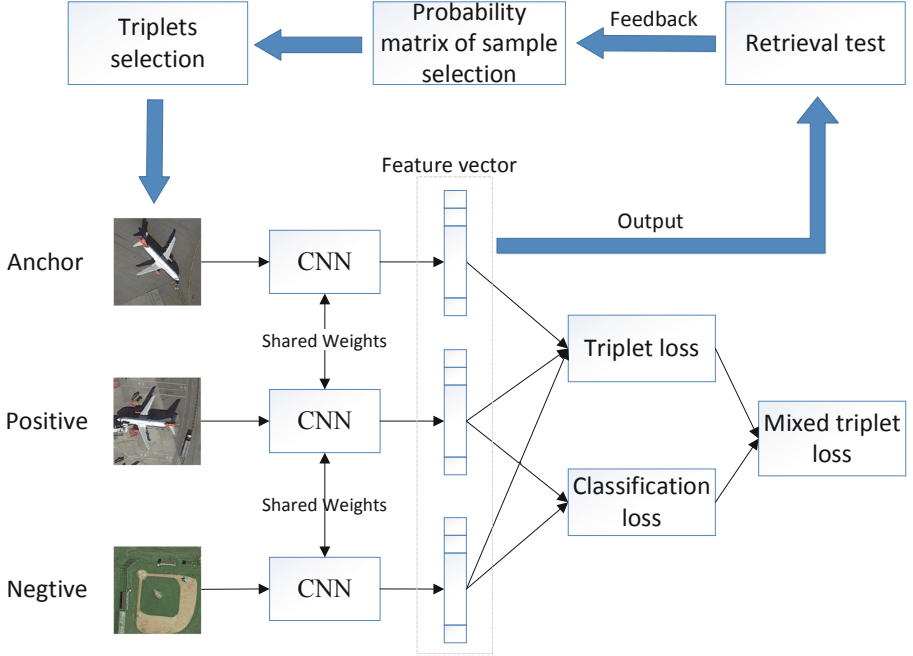 Triplets
selection
Probability
matrix of sample
selection
Feedback
Retrieval test
Feature vector
Output
Anchor
CNN
Shared Weights
Triplet loss
Positive
CNN
Mixed triplet
loss
Shared Weights
Classification
loss
Negtive
CNN